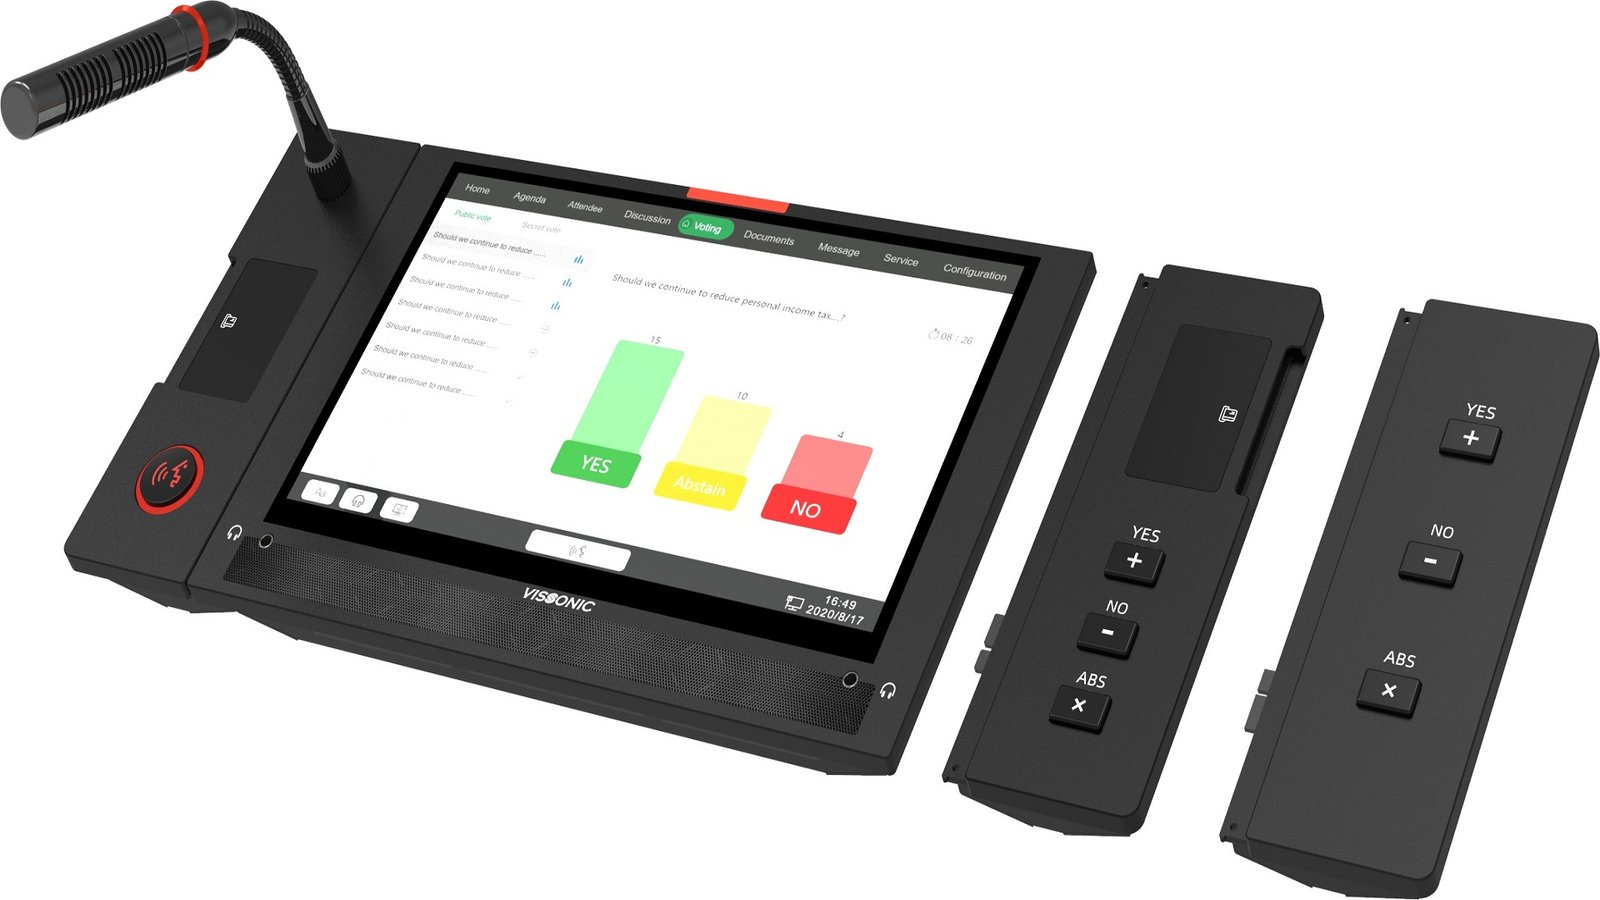 Home Agenda Attendee Discussion Voting Documents Message Service Configuration
Public vote Secret vote
Should we continue to reduce ......
Should we continue to reduce ......
Should we continue to reduce ......
Should we continue to reduce ......
Should we continue to reduce ......
Should we continue to reduce ......
Should we continue to reduce ......
Should we continue to reduce personal income tax....?
08 : 26
15
10
4
YES
Abstain
NO
Aa
VISSONIC
16:49
2020/8/17
YES
+
NO
-
ABS
×
YES
+
NO
-
ABS
×